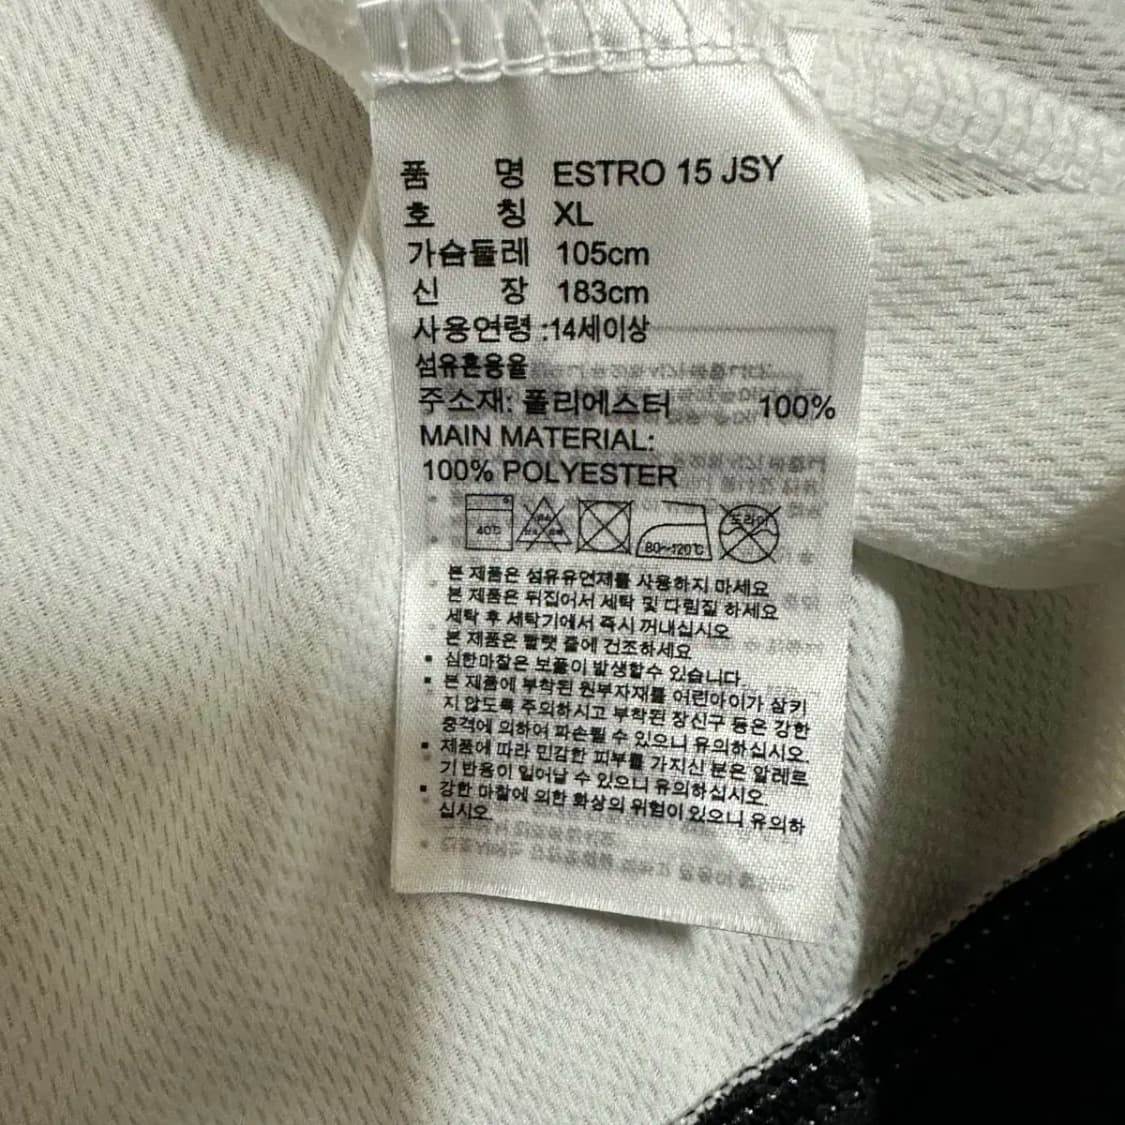 품 명 ESTRO 15 JSY
호 칭 XL
가슴둘레 105cm
신 장 183cm
사용연령 :14세이상
섬유혼용율
주소재: 폴리에스터 100%
MAIN MATERIAL:
100% POLYESTER
40℃ 80~120℃ 드라이
본 제품은 섬유유연제를 사용하지 마세요
본 제품은 뒤집어서 세탁 및 다림질 하세요
세탁 후 세탁기에서 즉시 꺼내십시오
본 제품은 빨랫 줄에 건조하세요
▪ 심한마찰은 보풀이 발생할수 있습니다.
▪ 본 제품에 부착된 원부자재를 어린아이가 삼키
지 않도록 주의하시고 부착된 장신구 등은 강한
충격에 의하여 파손될 수 있으니 유의하십시오.
▪ 제품에 따라 민감한 피부를 가지신 분은 알레르
기 반응이 일어날 수 있으니 유의하십시오.
▪ 강한 마찰에 의한 화상의 위험이 있으니 유의하
십시오.